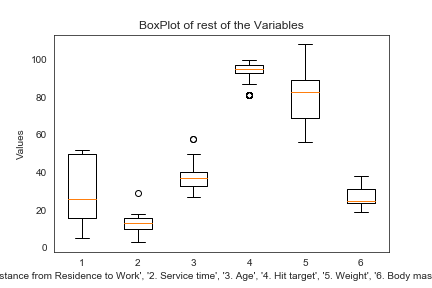 BoxPlot of rest of the Variables
100
80
60
40
20
0
Values
1 2 3 4 5 6
stance from Residence to Work', '2. Service time', '3. Age', '4. Hit target', '5. Weight', '6. Body mas